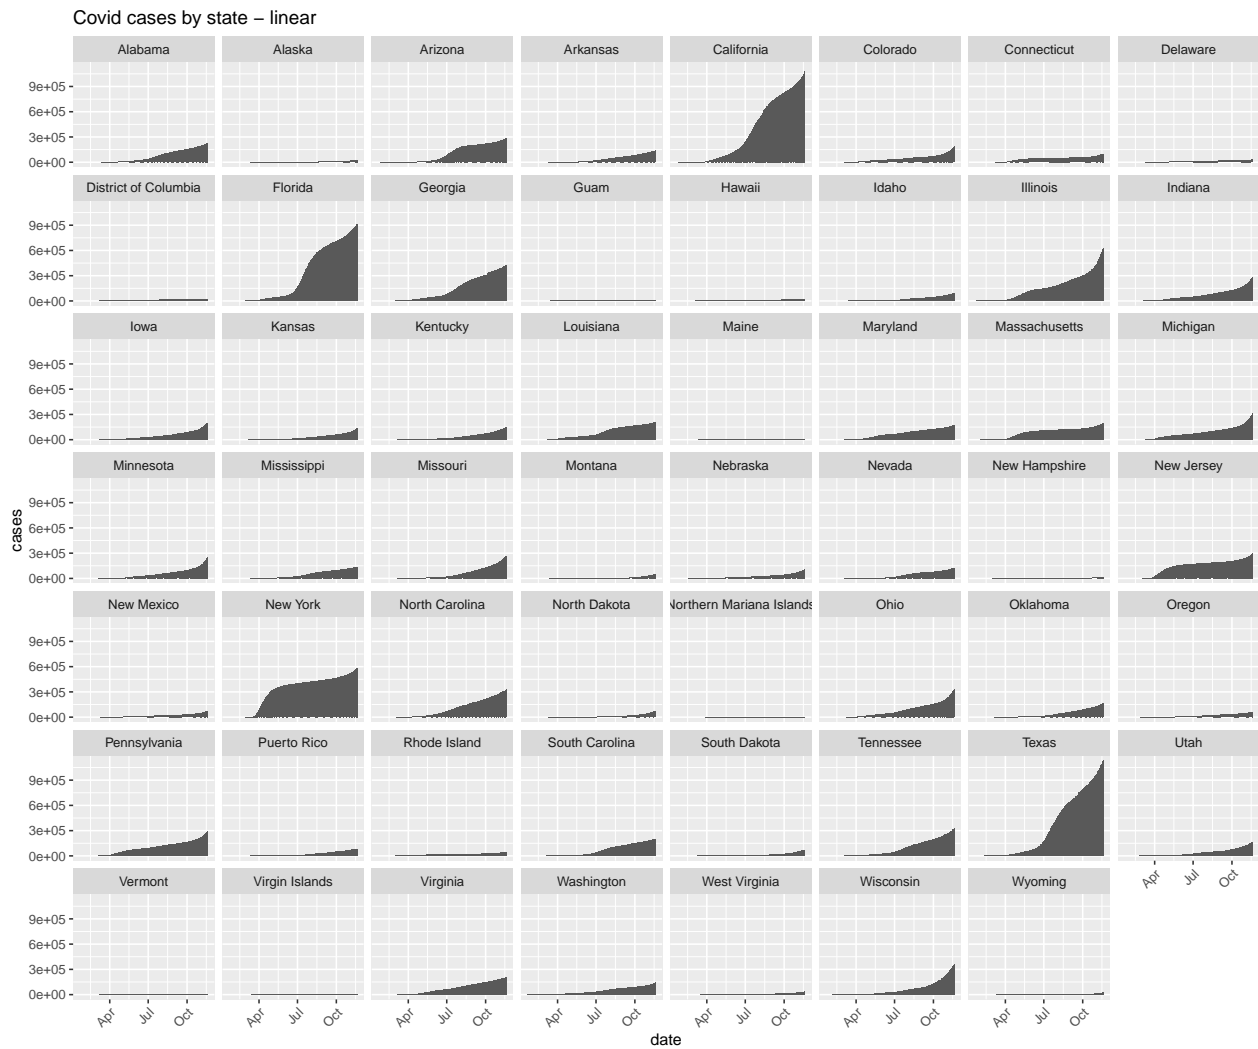 Covid cases by state – linear
Alabama Alaska Arizona Arkansas California Colorado Connecticut Delaware
9e+05
6e+05
3e+05
0e+00
District of Columbia Florida Georgia Guam Hawaii Idaho Illinois Indiana
9e+05
6e+05
3e+05
0e+00
Iowa Kansas Kentucky Louisiana Maine Maryland Massachusetts Michigan
9e+05
6e+05
3e+05
0e+00
Minnesota Mississippi Missouri Montana Nebraska Nevada New Hampshire New Jersey
9e+05
6e+05
3e+05
0e+00
cases
New Mexico New York North Carolina North Dakota Northern Mariana Islands Ohio Oklahoma Oregon
9e+05
6e+05
3e+05
0e+00
Pennsylvania Puerto Rico Rhode Island South Carolina South Dakota Tennessee Texas Utah
9e+05
6e+05
3e+05
0e+00
Apr Jul Oct
Vermont Virgin Islands Virginia Washington West Virginia Wisconsin Wyoming
9e+05
6e+05
3e+05
0e+00
Apr Jul Oct Apr Jul Oct Apr Jul Oct Apr Jul Oct Apr Jul Oct Apr Jul Oct Apr Jul Oct
date